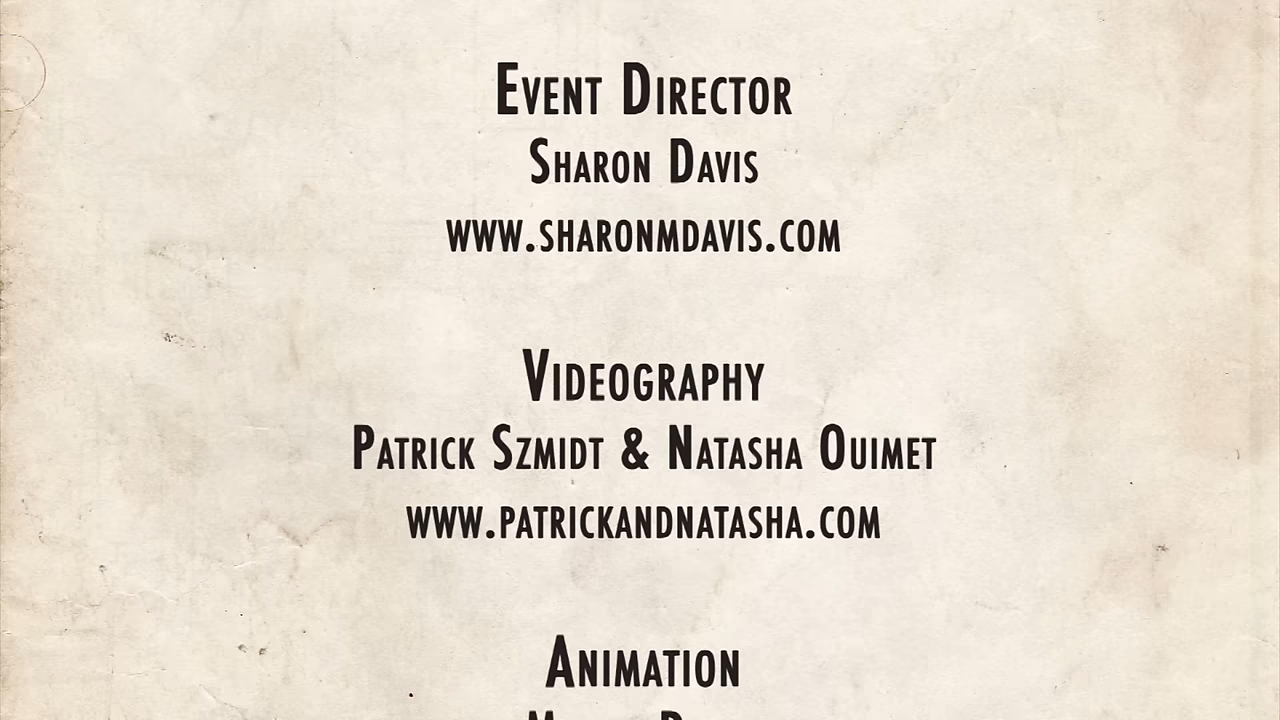 Event Director
Sharon Davis
www.sharonmdavis.com
Videography
Patrick Szmidt & Natasha Ouimet
www.patrickandnatasha.com
Animation